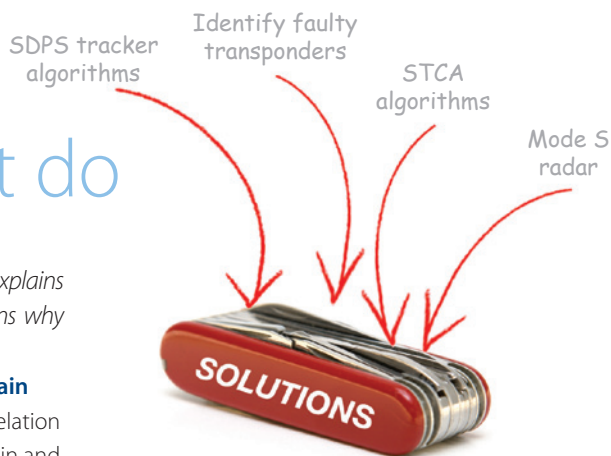 SDPS tracker
algorithms
Identify faulty
transponders
STCA
algorithms
Mode S
radar
t do
xplains
ns why
ain
elation
in and
SOLUTIONS